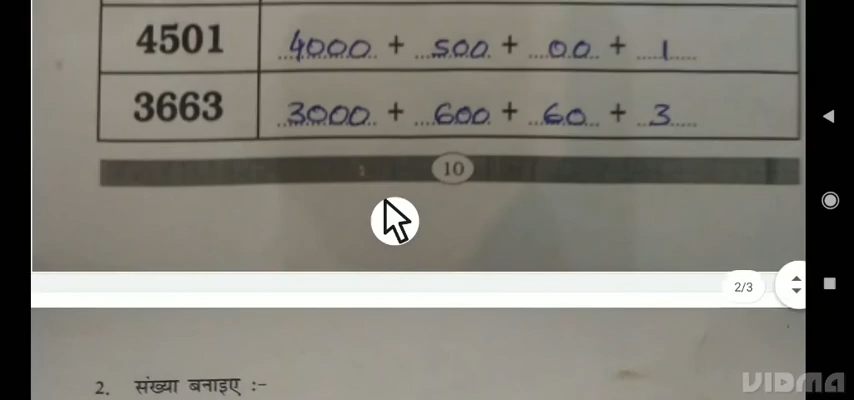 4501 4000 + 500 + 00 + 1
3663 3000 + 600 + 60 + 3
10
2/3
2. संख्या बनाइए :-
VIDMA